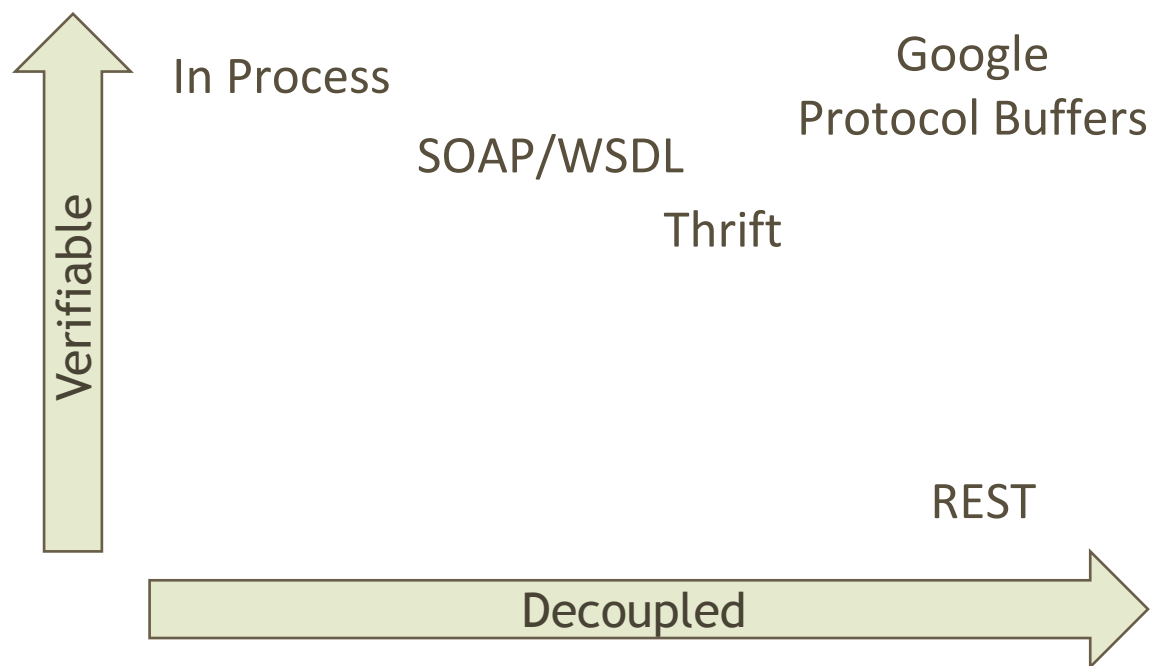 In Process
Google
Protocol Buffers
SOAP/WSDL
Thrift
Verifiable
REST
Decoupled